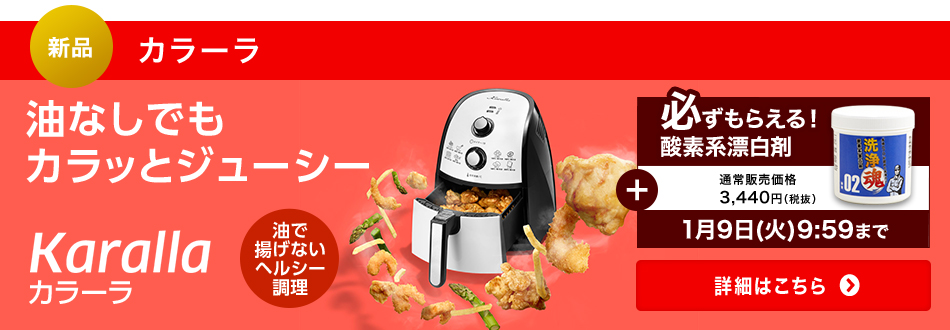 新品
カラーラ
油なしでも
カラッとジューシー
Karalla
カラーラ
油で
揚げない
ヘルシー
調理
Karalla
+
必ずもらえる!
酸素系漂白剤
通常販売価格
3,440円(税抜)
洗浄
魂
:02
1月9日(火)9:59まで
詳細はこちら